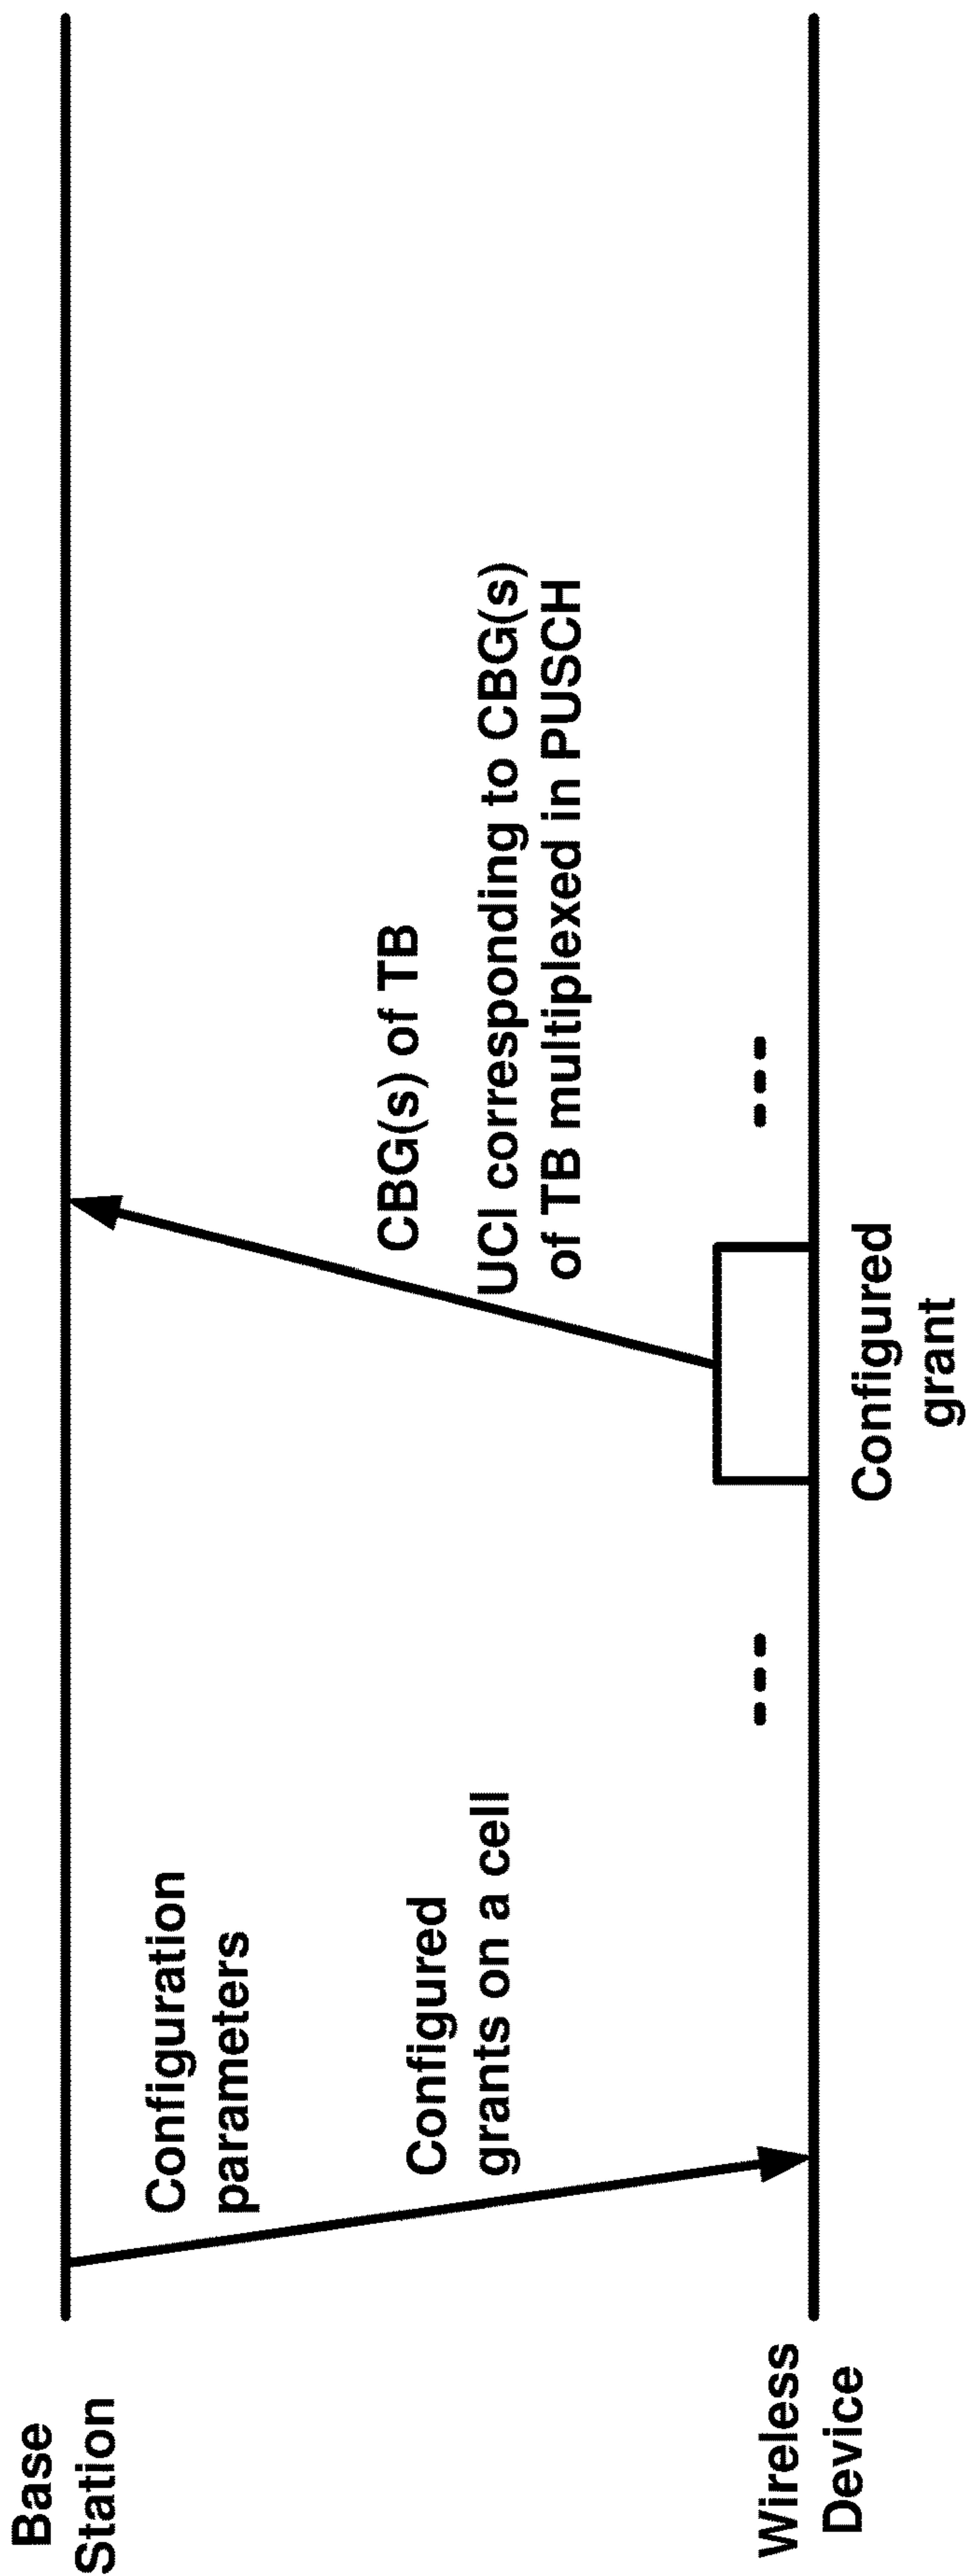 Base
Station
Configuration
parameters
Configured
grants on a cell
CBG(s) of TB
UCI corresponding to CBG(s)
of TB multiplexed in PUSCH
Wireless
Device
Configured
grant